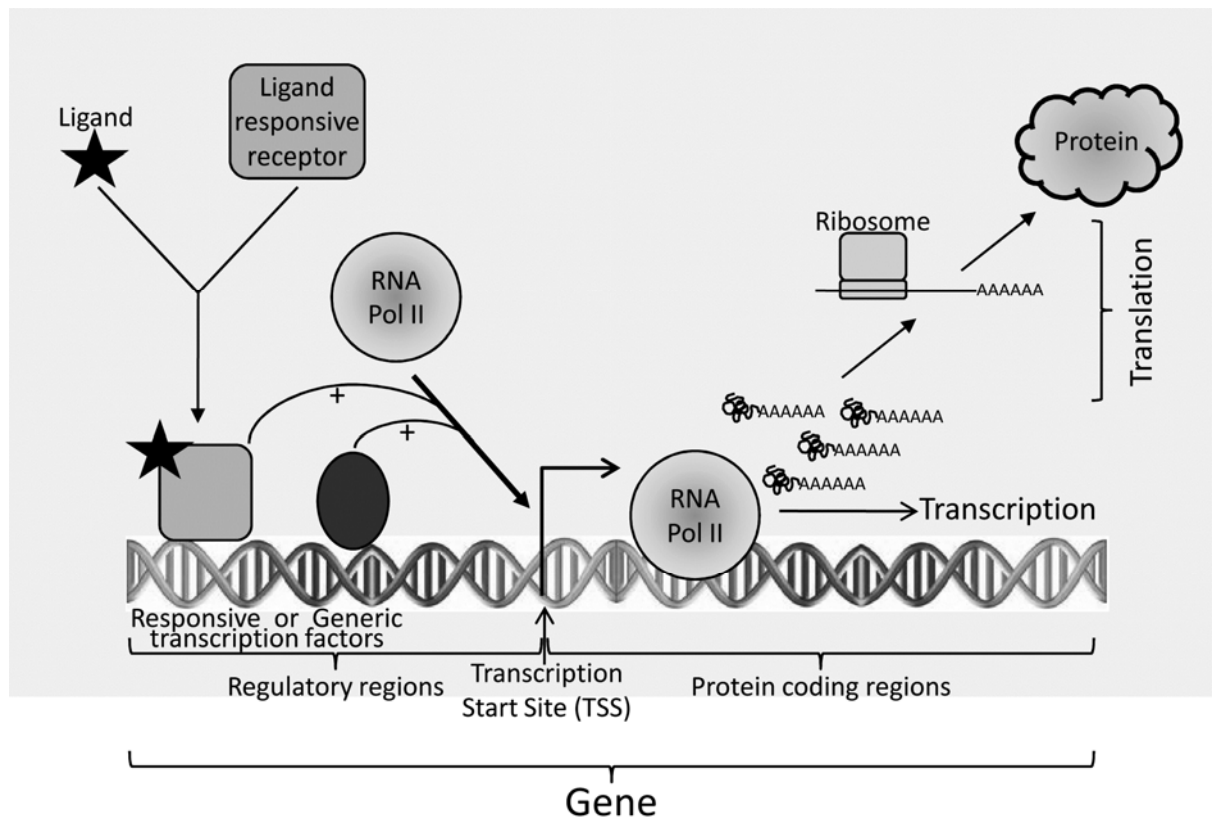 Ligand
Ligand
responsive
receptor
Protein
Ribosome
AAAAAA
Translation
RNA
Pol II
+
+
AAAAAA
AAAAAA
AAAAAA
AAAAAA
RNA
Pol II
Transcription
Responsive or Generic
transcription factors
Regulatory regions
Transcription
Start Site (TSS)
Protein coding regions
Gene